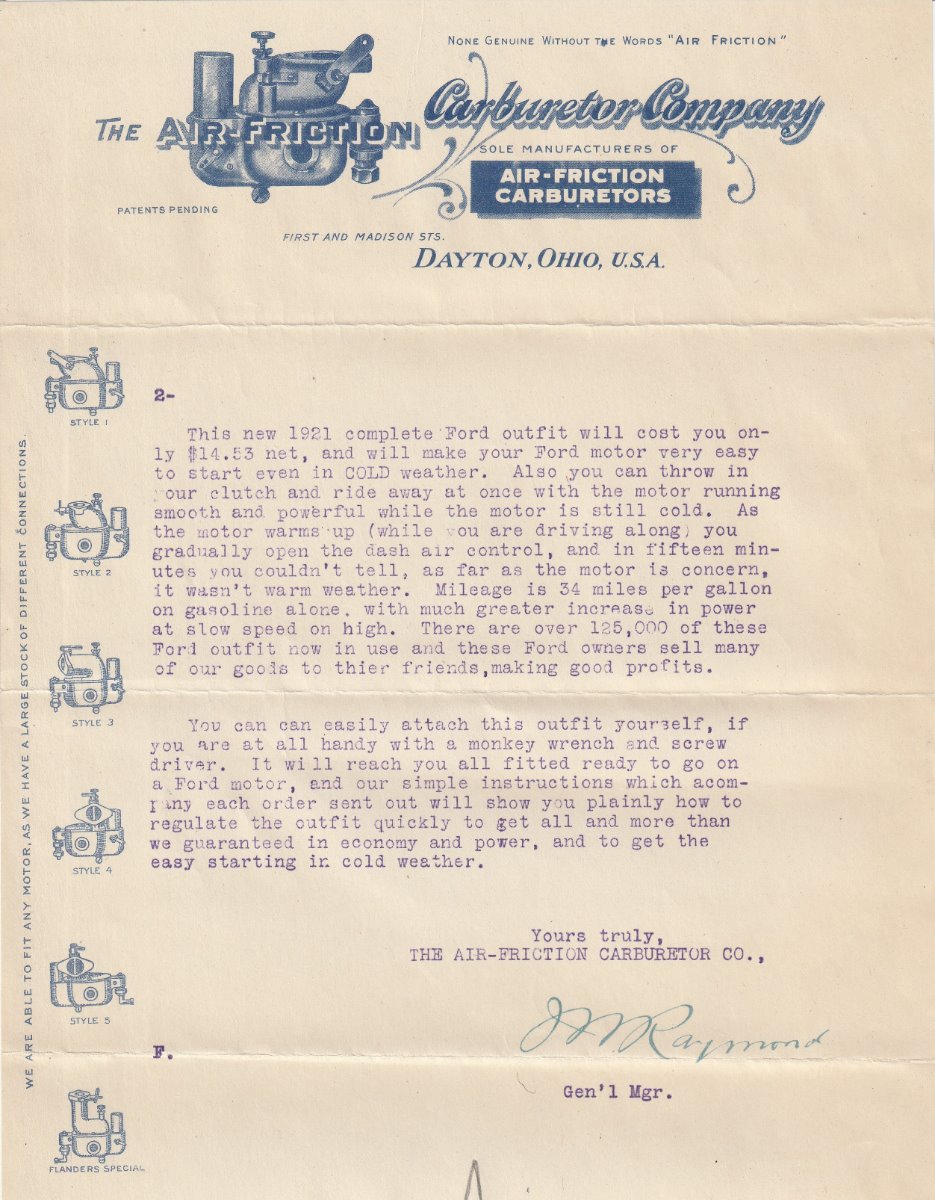 None Genuine Without the Words "Air Friction"
The Air-Friction Carburetor Company
SOLE MANUFACTURERS OF
AIR-FRICTION
CARBURETORS
PATENTS PENDING
FIRST AND MADISON STS.
DAYTON, OHIO, U.S.A.
WE ARE ABLE TO FIT ANY MOTOR, AS WE HAVE A LARGE STOCK OF DIFFERENT CONNECTIONS.
STYLE 1
STYLE 2
STYLE 3
STYLE 4
STYLE 5
FLANDERS SPECIAL
2-
This new 1921 complete Ford outfit will cost you on-
ly $14.53 net, and will make your Ford motor very easy
to start even in COLD weather. Also you can throw in
your clutch and ride away at once with the motor running
smooth and powerful while the motor is still cold. As
the motor warms up (while you are driving along) you
gradually open the dash air control, and in fifteen min-
utes you couldn't tell, as far as the motor is concern,
it wasn't warm weather. Mileage is 34 miles per gallon
on gasoline alone, with much greater increase in power
at slow speed on high. There are over 125,000 of these
Ford outfit now in use and these Ford owners sell many
of our goods to thier friends,making good profits.
You can can easily attach this outfit yourself, if
you are at all handy with a monkey wrench and screw
driver. It will reach you all fitted ready to go on
a Ford motor, and our simple instructions which acom-
pany each order sent out will show you plainly how to
regulate the outfit quickly to get all and more than
we guaranteed in economy and power, and to get the
easy starting in cold weather.
Yours truly,
THE AIR-FRICTION CARBURETOR CO.,
Raymond
F.
Gen'l Mgr.